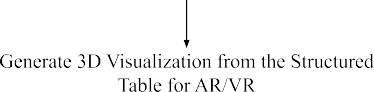 Generate 3D Visualization from the Structured
Table for AR/VR